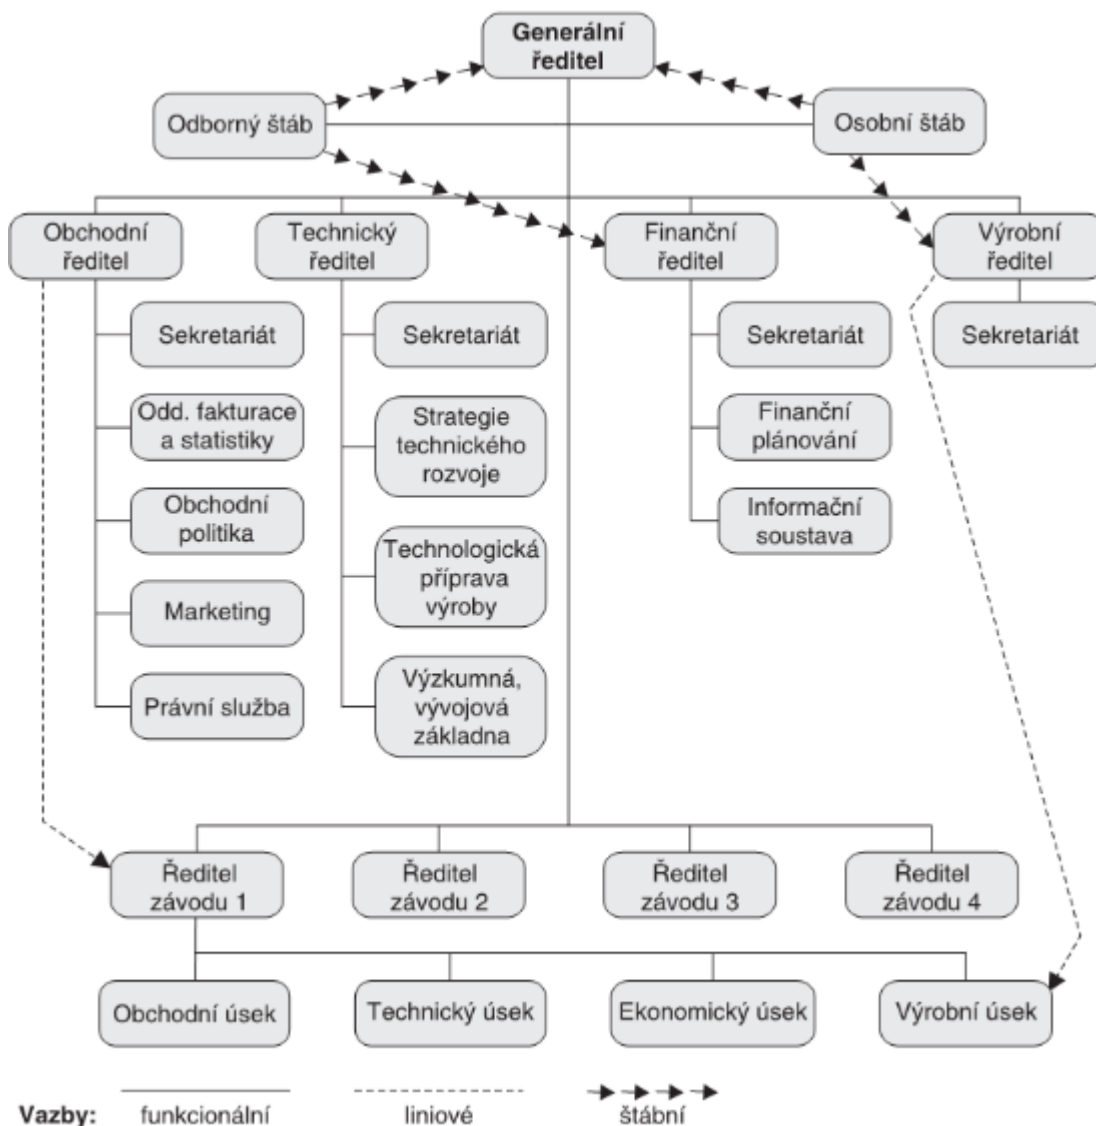 Generální
ředitel
Odborný štáb
Osobní štáb
Obchodní
ředitel
Technický
ředitel
Finanční
ředitel
Výrobní
ředitel
Sekretariát
Sekretariát
Sekretariát
Sekretariát
Odd. fakturace
a statistiky
Strategie
technického
rozvoje
Finanční
plánování
Obchodní
politika
Informační
soustava
Technologická
příprava
výroby
Marketing
Právní služba
Výzkumná,
vývojová
základna
Ředitel
závodu 1
Ředitel
závodu 2
Ředitel
závodu 3
Ředitel
závodu 4
Obchodní úsek
Technický úsek
Ekonomický úsek
Výrobní úsek
Vazby: funkcionální liniové štábní